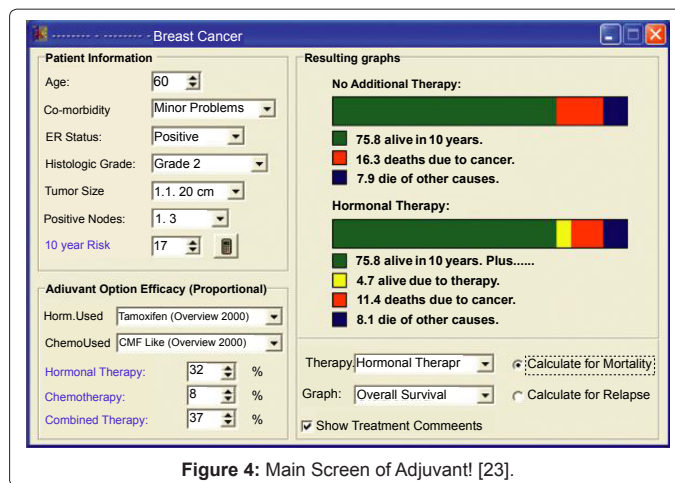 -------- - -------- - Breast Cancer
Patient Information
Age: 60
Co-morbidity Minor Problems
ER Status: Positive
Histologic Grade: Grade 2
Tumor Size 1.1. 20 cm
Positive Nodes: 1. 3
10 year Risk 17
Adiuvant Option Efficacy (Proportional)
Horm.Used Tamoxifen (Overview 2000)
ChemoUsed CMF Like (Overview 2000)
Hormonal Therapy: 32 %
Chemotherapy: 8 %
Combined Therapy: 37 %
Resulting graphs
No Additional Therapy:
75.8 alive in 10 years.
16.3 deaths due to cancer.
7.9 die of other causes.
Hormonal Therapy:
75.8 alive in 10 years. Plus......
4.7 alive due to therapy.
11.4 deaths due to cancer.
8.1 die of other causes.
Therapy. Hormonal Therapr Calculate for Mortality
Graph: Overall Survival Calculate for Relapse
Show Treatment Commeents
Figure 4: Main Screen of Adjuvant! [23].